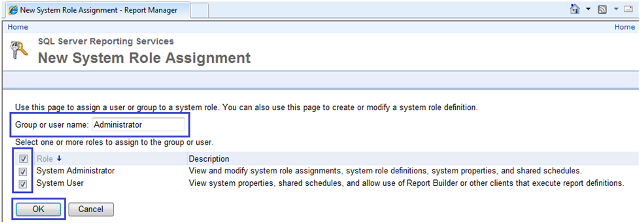 New System Role Assignment - Report Manager
Home Home
SQL Server Reporting Services
New System Role Assignment
Use this page to assign a user or group to a system role. You can also use this page to create or modify a system role definition.
Group or user name: Administrator
Select one or more roles to assign to the group or user.
Role Description
System Administrator View and modify system role assignments, system role definitions, system properties, and shared schedules.
System User View system properties, shared schedules, and allow use of Report Builder or other clients that execute report definitions.
OK Cancel